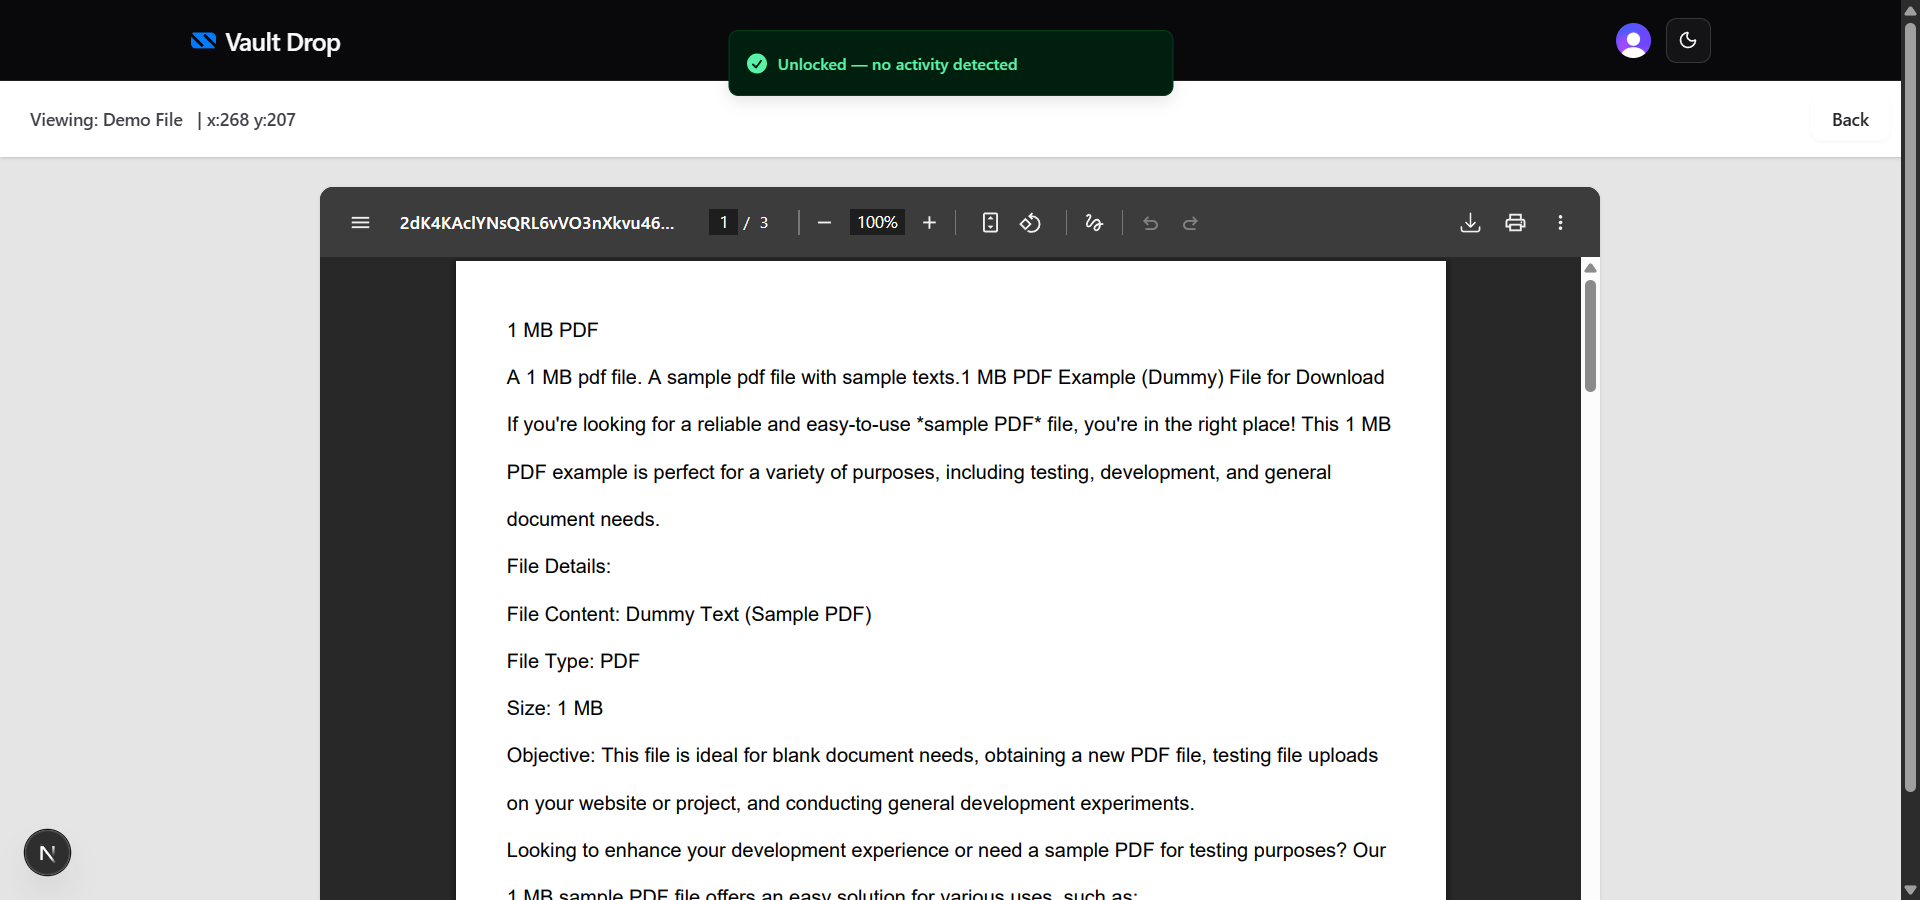 Vault Drop
Unlocked — no activity detected
Viewing: Demo File | x:268 y:207
Back
2dK4KAclYNsQRL6vVO3nXkvu46...
1 / 3
100%
1 MB PDF
A 1 MB pdf file. A sample pdf file with sample texts.1 MB PDF Example (Dummy) File for Download
If you're looking for a reliable and easy-to-use *sample PDF* file, you're in the right place! This 1 MB
PDF example is perfect for a variety of purposes, including testing, development, and general
document needs.
File Details:
File Content: Dummy Text (Sample PDF)
File Type: PDF
Size: 1 MB
Objective: This file is ideal for blank document needs, obtaining a new PDF file, testing file uploads
on your website or project, and conducting general development experiments.
Looking to enhance your development experience or need a sample PDF for testing purposes? Our
1 MB sample PDF file offers an easy solution for various uses, such as:
N